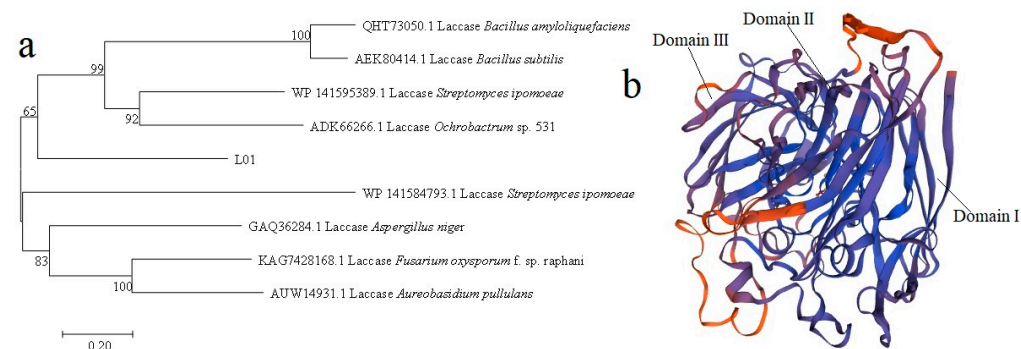 a
QHT73050.1 Laccase Bacillus amyloliquefaciens
100
AEK80414.1 Laccase Bacillus subtilis
99
WP 141595389.1 Laccase Streptomyces ipomoeae
92
ADK66266.1 Laccase Ochrobactrum sp. 531
65
L01
WP 141584793.1 Laccase Streptomyces ipomoeae
GAQ36284.1 Laccase Aspergillus niger
83
KAG7428168.1 Laccase Fusarium oxysporum f. sp. raphani
100
AUW14931.1 Laccase Aureobasidium pullulans
0.20
b
Domain II
Domain III
Domain I